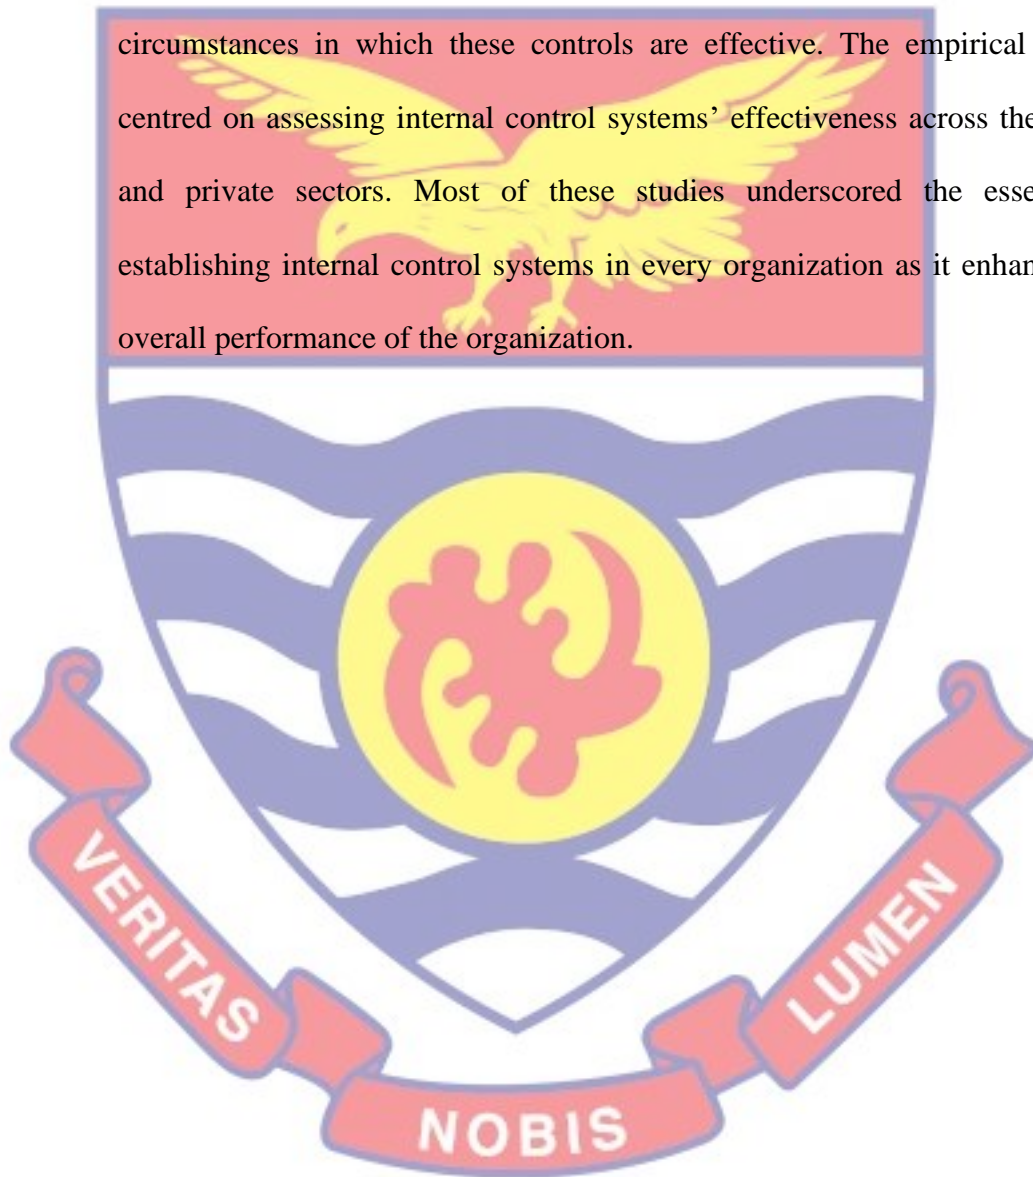 circumstances in which these controls are effective. The empirical
centred on assessing internal control systems’ effectiveness across the
and private sectors. Most of these studies underscored the esse
establishing internal control systems in every organization as it enhan
overall performance of the organization.
VERITAS
NOBIS
LUMEN